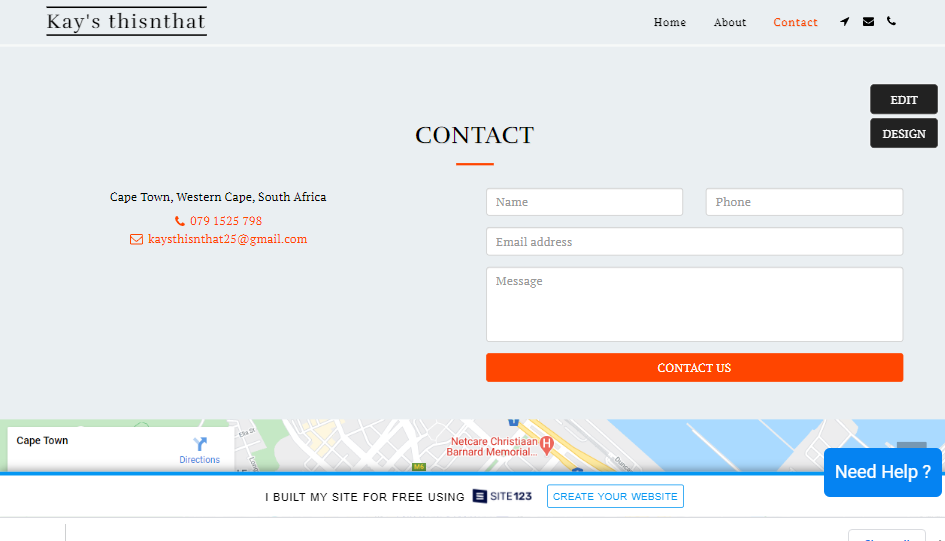 Kay's thisnthat
Home About Contact
EDIT
DESIGN
CONTACT
Cape Town, Western Cape, South Africa
079 1525 798
kaysthisnthat25@gmail.com
Name Phone
Email address
Message
CONTACT US
Cape Town
Directions
Netcare Christiaan
Barnard Memorial...
M6
Need Help ?
I BUILT MY SITE FOR FREE USING SITE123 CREATE YOUR WEBSITE